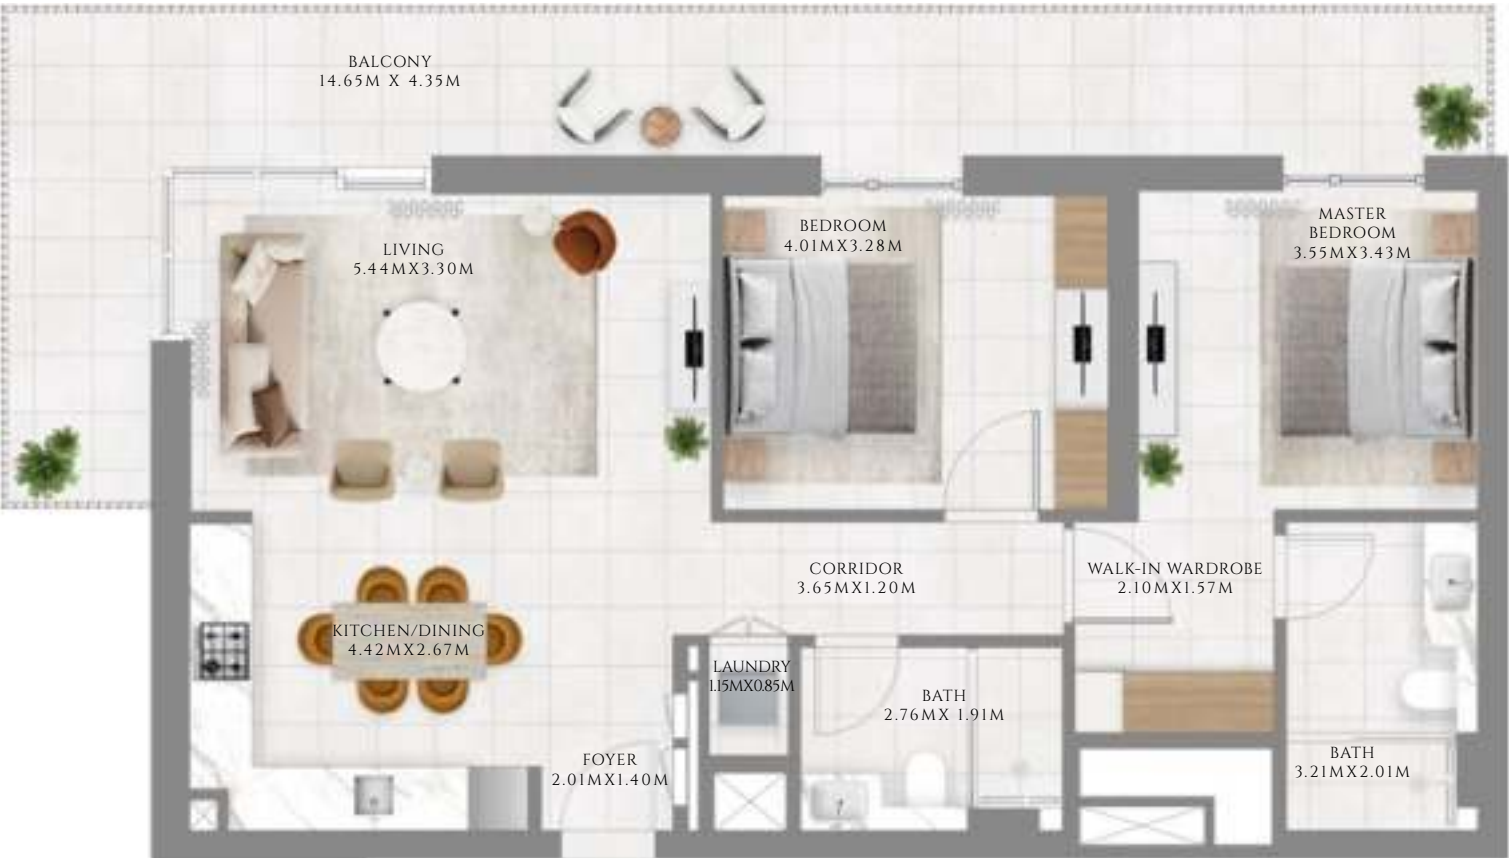 BALCONY
14.65M X 4.35M
LIVING
5.44MX3.30M
BEDROOM
4.01MX3.28M
MASTER
BEDROOM
3.55MX3.43M
CORRIDOR
3.65MX1.20M
WALK-IN WARDROBE
2.10MX1.57M
KITCHEN/DINING
4.42MX2.67M
LAUNDRY
1.15MX0.85M
BATH
2.76MX 1.91M
FOYER
2.01MX1.40M
BATH
3.21MX2.01M